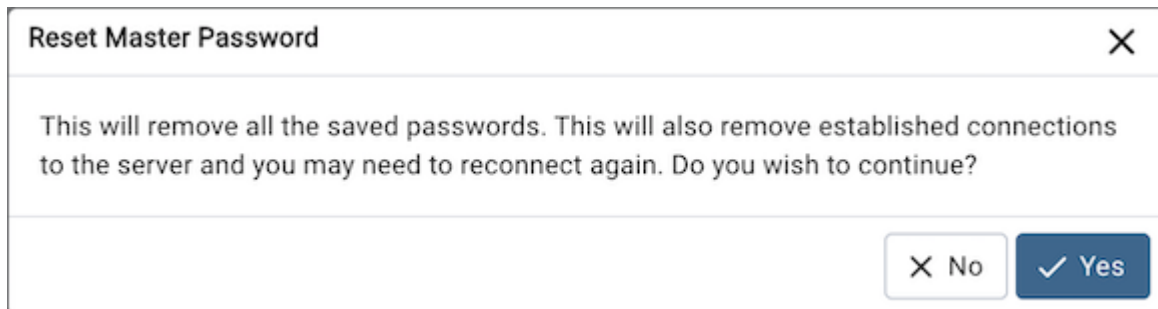 Reset Master Password
This will remove all the saved passwords. This will also remove established connections
to the server and you may need to reconnect again. Do you wish to continue?
No
Yes